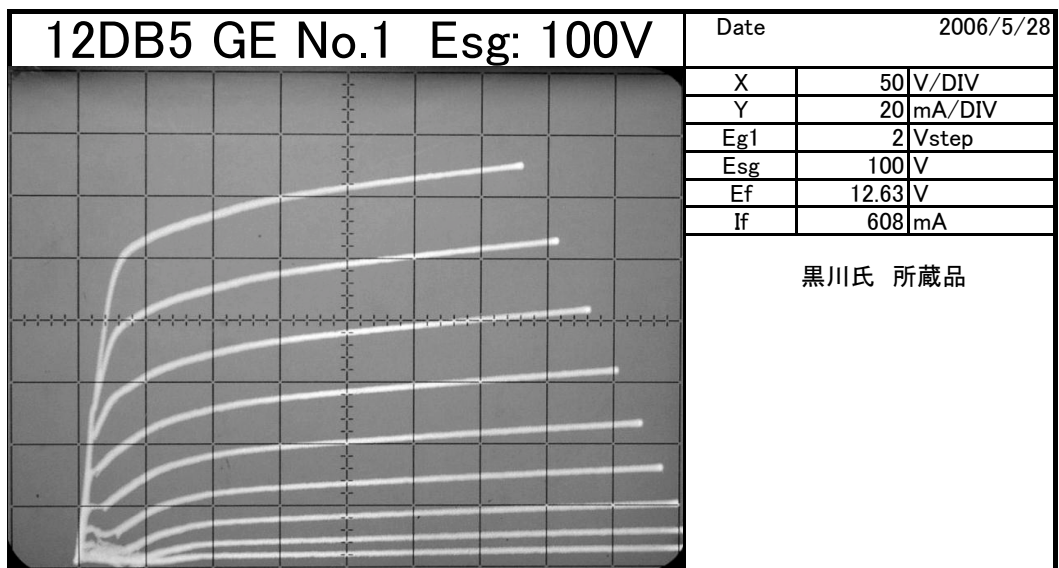 12DB5 GE No.1 Esg: 100V
Date 2006/5/28
X 50 V/DIV
Y 20 mA/DIV
Eg1 2 Vstep
Esg 100 V
Ef 12.63 V
If 608 mA
黒川氏 所蔵品